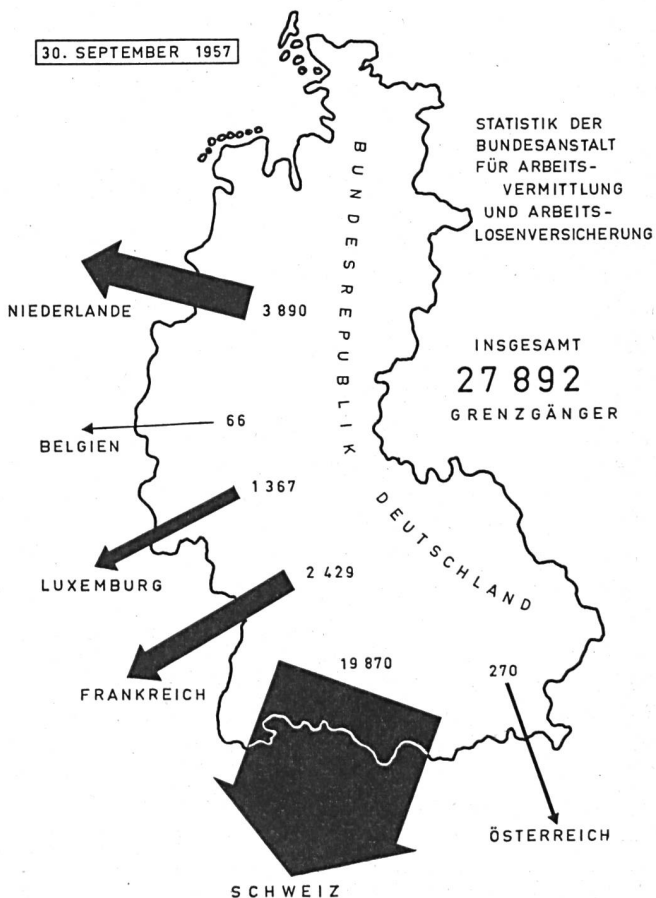 30. SEPTEMBER 1957
STATISTIK DER
BUNDESANSTALT
FÜR ARBEITS-
VERMITTLUNG
UND ARBEITS-
LOSENVERSICHERUNG
BUNDESREPUBLIK
DEUTSCHLAND
NIEDERLANDE
3 890
INSGESAMT
27 892
GRENZGÄNGER
66
BELGIEN
1 367
LUXEMBURG
2 429
FRANKREICH
19 870
270
ÖSTERREICH
SCHWEIZ